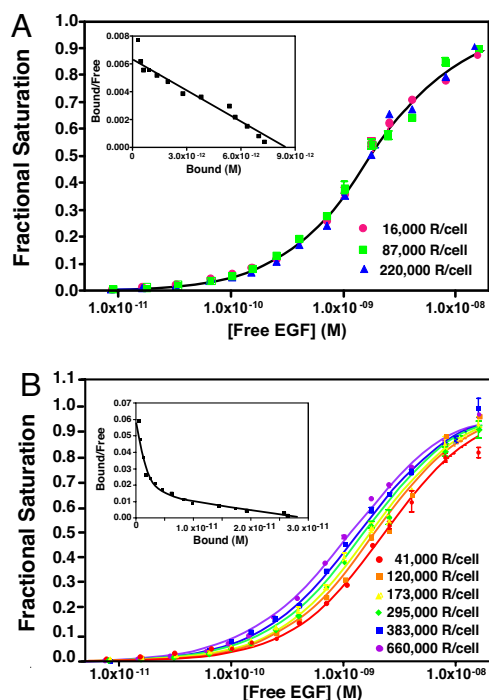 A
Fractional Saturation
1.0
0.9
0.8
0.7
0.6
0.5
0.4
0.3
0.2
0.1
0.0
Bound/Free
0.008
0.006
0.004
0.002
0.000
0 3.0x10-12 6.0x10-12 9.0x10-12
Bound (M)
16,000 R/cell
87,000 R/cell
220,000 R/cell
1.0x10-11 1.0x10-10 1.0x10-09 1.0x10-08
[Free EGF] (M)
B
Fractional Saturation
1.1
1.0
0.9
0.8
0.7
0.6
0.5
0.4
0.3
0.2
0.1
0.0
Bound/Free
0.07
0.06
0.04
0.03
0.01
0.00
0 1.0x10-11 2.0x10-11 3.0x10-11
Bound (M)
41,000 R/cell
120,000 R/cell
173,000 R/cell
295,000 R/cell
383,000 R/cell
660,000 R/cell
1.0x10-11 1.0x10-10 1.0x10-09 1.0x10-08
[Free EGF] (M)